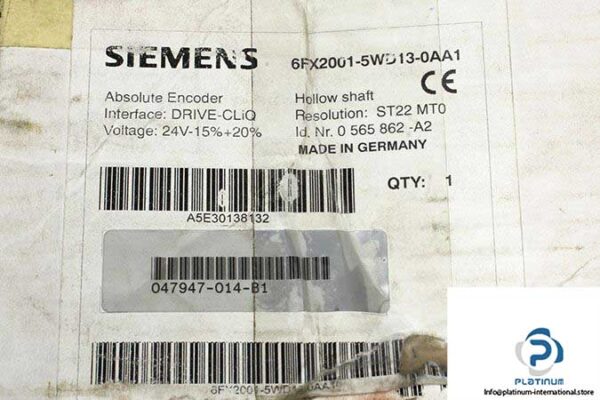 SIEMENS
6FX2001-5WD13-0AA1
Absolute Encoder
Interface: DRIVE-CLiQ
Voltage: 24V-15%+20%
Hollow shaft
Resolution: ST22 MT0
Id. Nr. 0 565 862 -A2
MADE IN GERMANY
CE
QTY: 1
A5E30138132
047947-014-B1
PLATINUM
Info@platinum-international.store